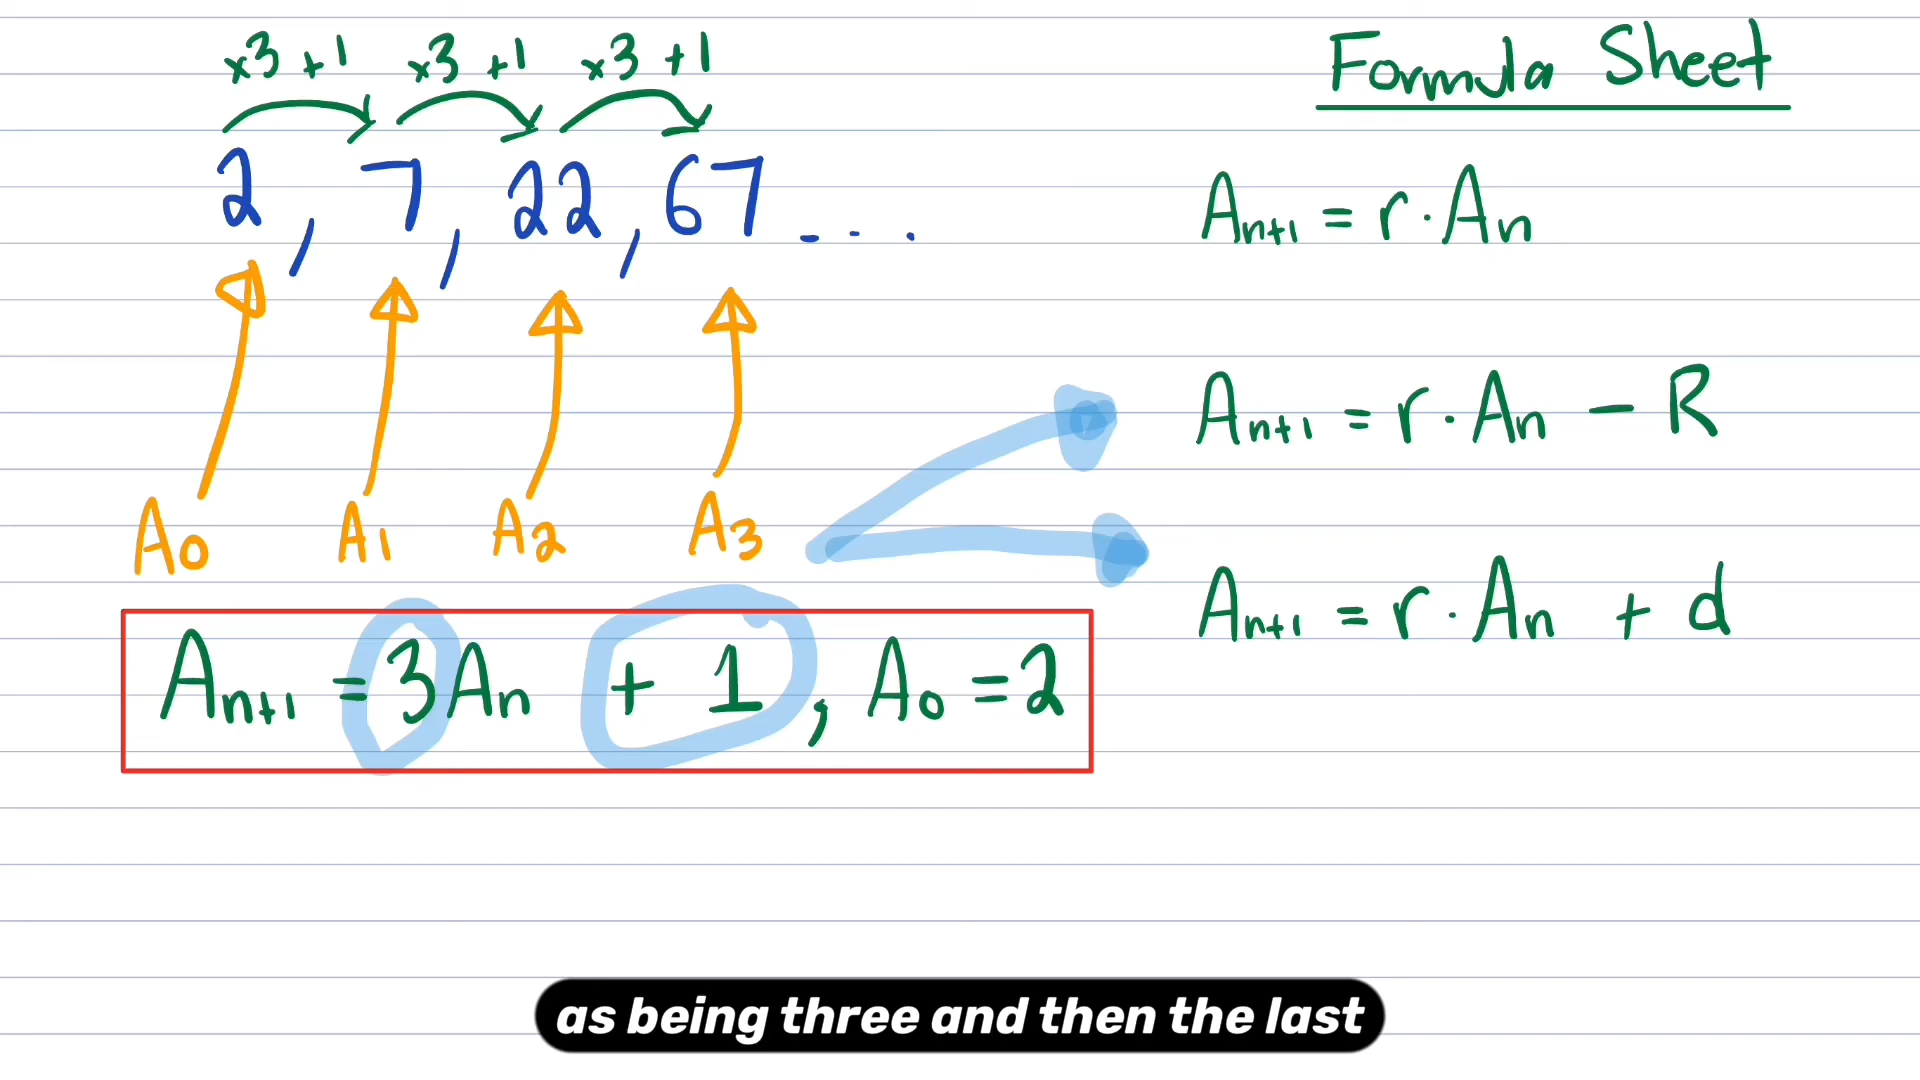 x3 +1 x3 +1 x3 +1
2, 7, 22, 67 ...
A0 A1 A2 A3
An+1 = 3An + 1, A0 = 2
Formula Sheet
An+1 = r · An
An+1 = r · An − R
An+1 = r · An + d
as being three and then the last